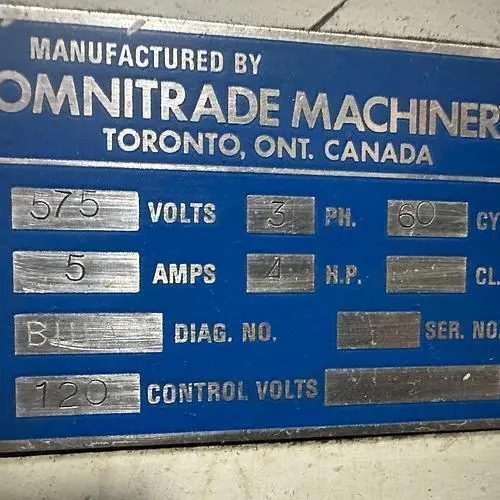 MANUFACTURED BY
OMNITRADE MACHINER
TORONTO, ONT. CANADA
575 VOLTS 3 PH. 60 CY
5 AMPS 4 H.P. CL.
DIAG. NO. SER. NO.
120 CONTROL VOLTS